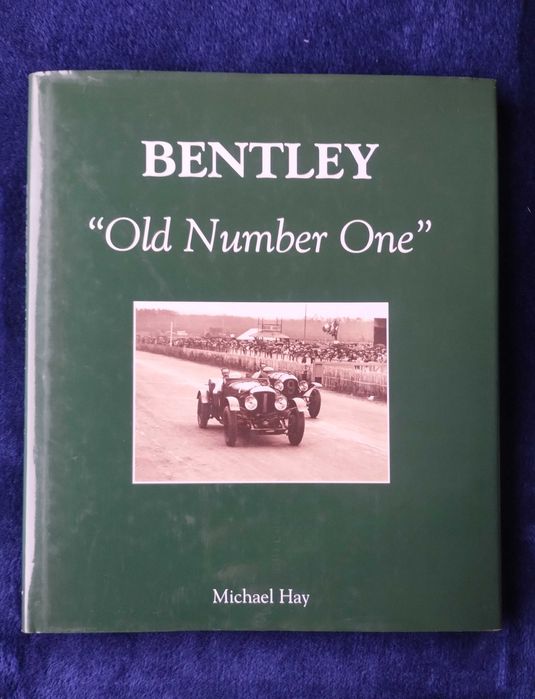 BENTLEY
“Old Number One”
Michael Hay